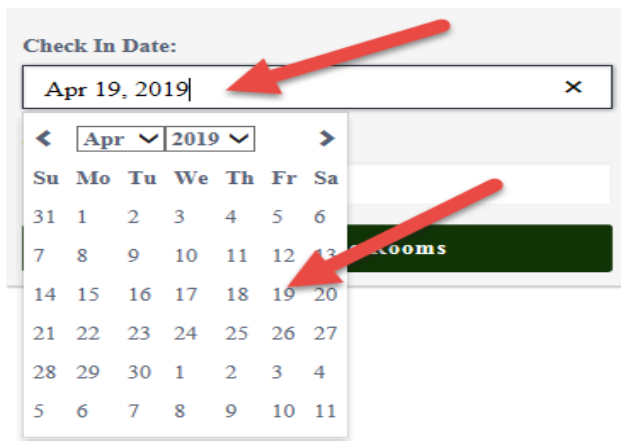 Check In Date:
Apr 19, 2019
Apr 2019
Su Mo Tu We Th Fr Sa
31 1 2 3 4 5 6
7 8 9 10 11 12 13
Rooms
14 15 16 17 18 19 20
21 22 23 24 25 26 27
28 29 30 1 2 3 4
5 6 7 8 9 10 11